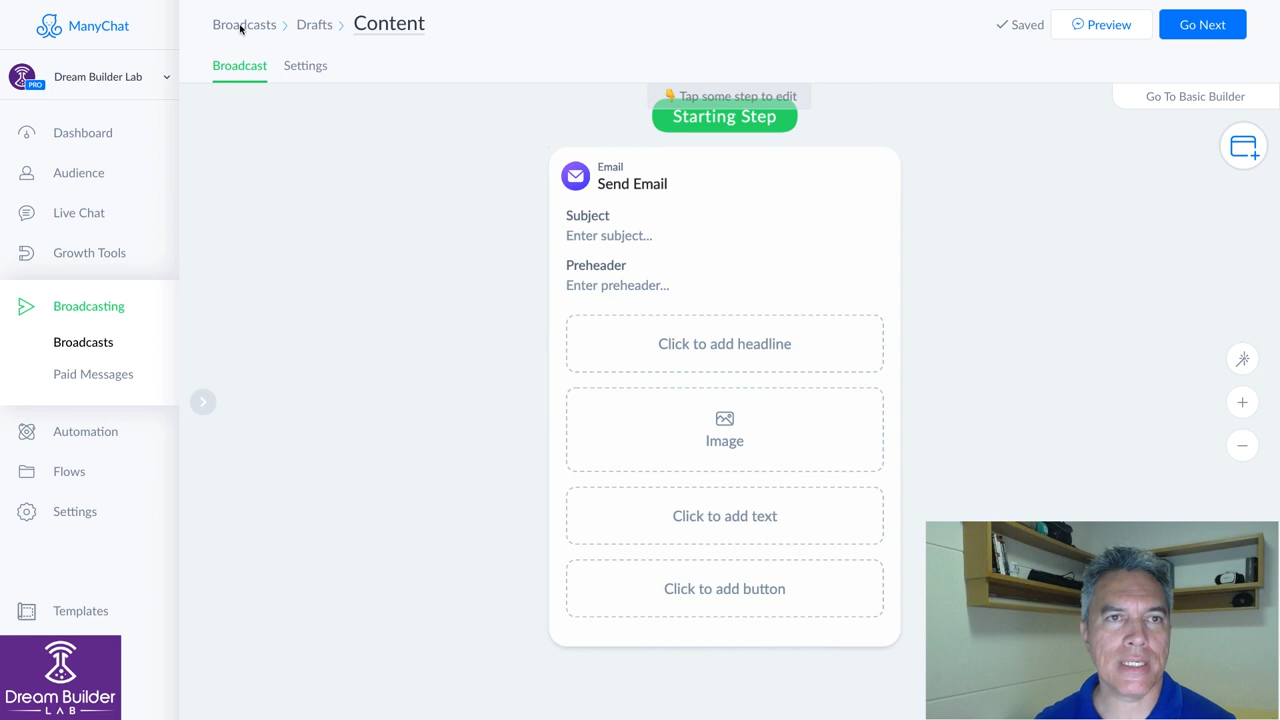 ManyChat
Broadcasts
Drafts
Content
Saved
Preview
Go Next
PRO
Dream Builder Lab
Broadcast
Settings
👇 Tap some step to edit
Go To Basic Builder
Starting Step
Dashboard
Audience
Live Chat
Growth Tools
Broadcasting
Broadcasts
Paid Messages
Automation
Flows
Settings
Templates
Email
Send Email
Subject
Enter subject...
Preheader
Enter preheader...
Click to add headline
Image
Click to add text
Click to add button
Dream Builder
LAB